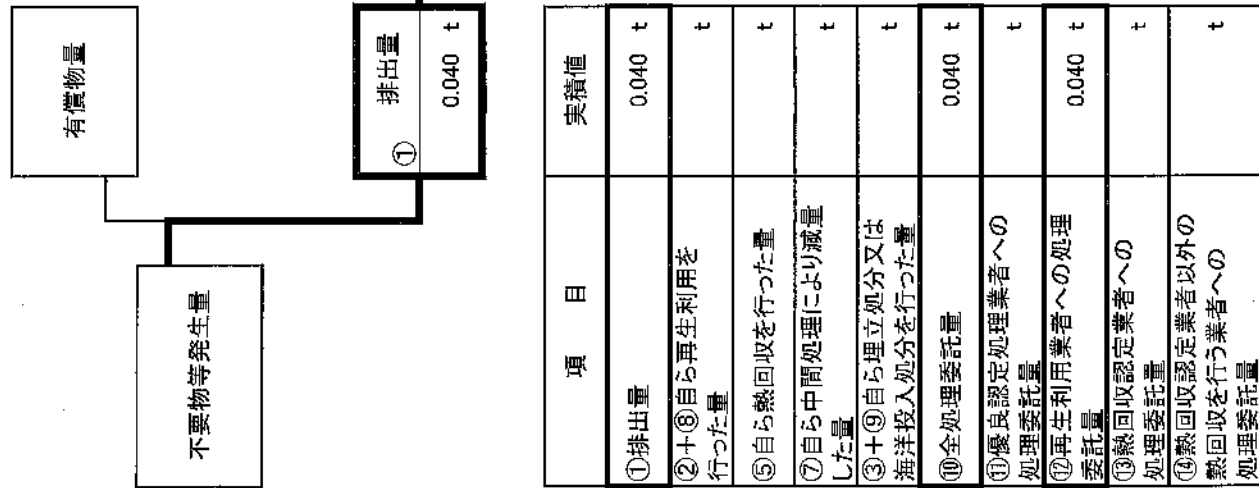 不要物等発生量
有償物量
①
排出量
0.040 t
項 目
実績値
①排出量
0.040 t
②+⑧自ら再生利用を
行った量
t
⑤自ら熱回収を行った量
t
⑦自ら中間処理により減量
した量
t
③+⑨自ら埋立処分又は
海洋投入処分を行った量
t
⑩全処理委託量
0.040 t
⑪優良認定処理業者への
処理委託量
t
⑫再生利用業者への処理
委託量
0.040 t
⑬熱回収認定業者への
処理委託量
t
⑭熱回収認定業者以外の
熱回収を行う業者への
処理委託量
t